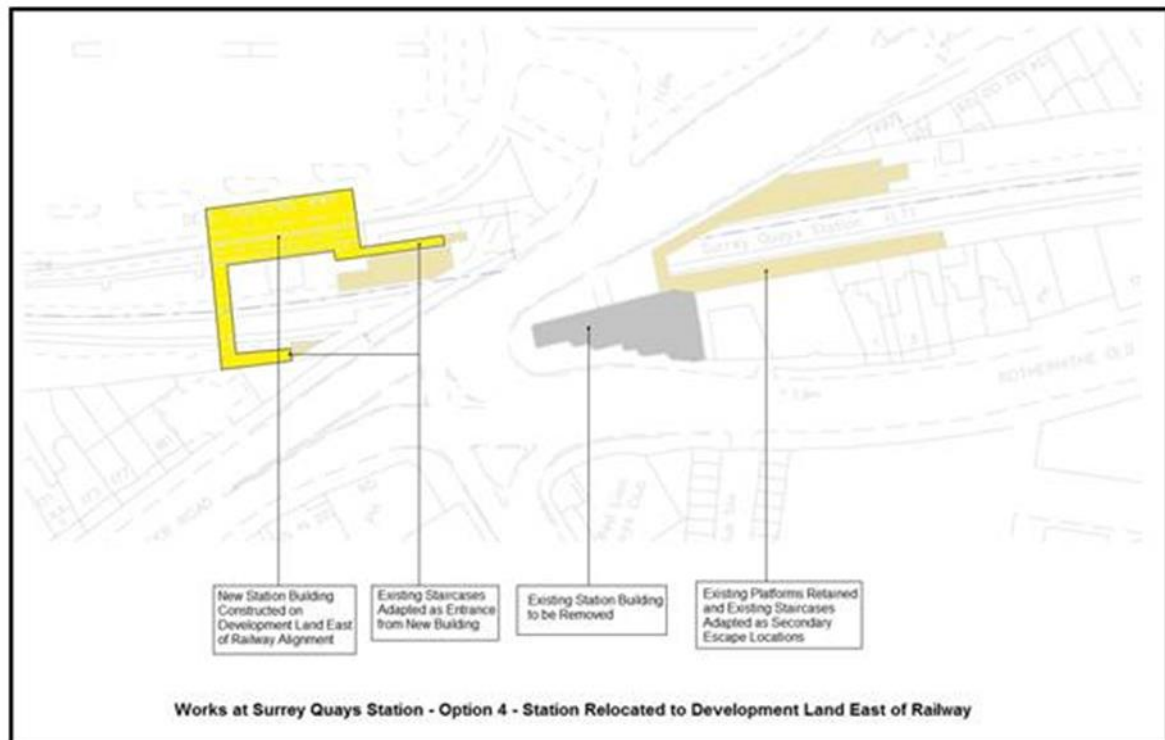 Surrey Quays Station
New Station Building
Constructed on
Development Land East
of Railway Alignment
Existing Staircases
Adapted as Entrance
from New Building
Existing Station Building
to be Removed
Existing Platforms Retained
and Existing Staircases
Adapted as Secondary
Escape Locations
Works at Surrey Quays Station - Option 4 - Station Relocated to Development Land East of Railway